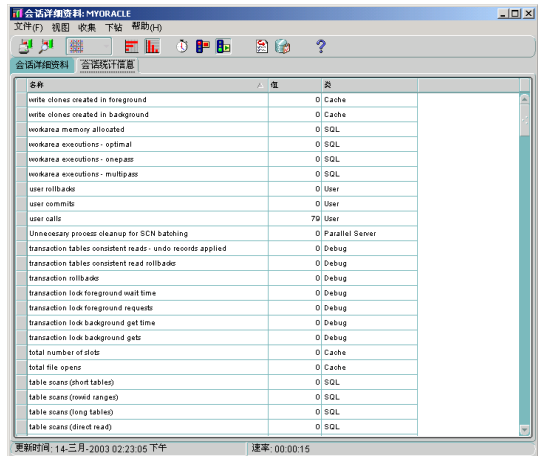 会话详细资料: MYORACLE
文件(F) 视图 收集 下钻 帮助(H)
会话详细资料 会话统计信息
名称 值 类
write clones created in foreground 0 Cache
write clones created in background 0 Cache
workarea memory allocated 0 SQL
workarea executions - optimal 0 SQL
workarea executions - onepass 0 SQL
workarea executions - multipass 0 SQL
user rollbacks 0 User
user commits 0 User
user calls 79 User
Unnecesary process cleanup for SCN batching 0 Parallel Server
transaction tables consistent reads - undo records applied 0 Debug
transaction tables consistent read rollbacks 0 Debug
transaction rollbacks 0 Debug
transaction lock foreground wait time 0 Debug
transaction lock foreground requests 0 Debug
transaction lock background get time 0 Debug
transaction lock background gets 0 Debug
total number of slots 0 Cache
total file opens 0 Cache
table scans (short tables) 0 SQL
table scans (rowid ranges) 0 SQL
table scans (long tables) 0 SQL
table scans (direct read) 0 SQL
更新时间: 14-三月-2003 02:23:05 下午 速率: 00:00:15